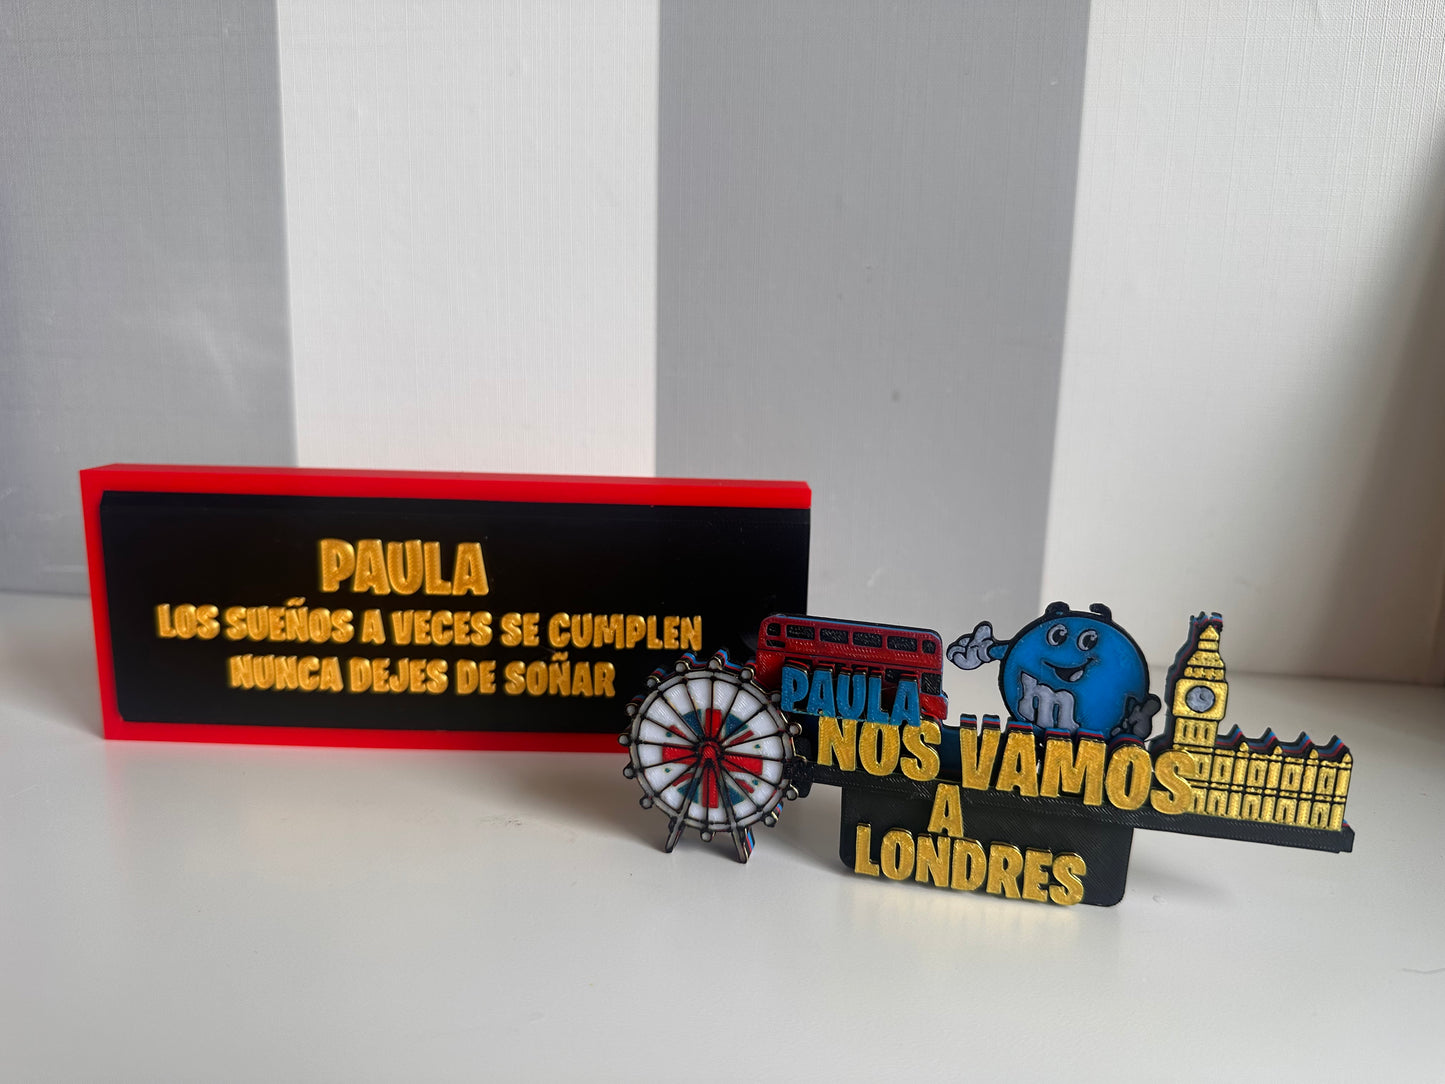 PAULA
LOS SUEÑOS A VECES SE CUMPLEN
NUNCA DEJES DE SOÑAR
PAULA
m
NOS VAMOS
A
LONDRES